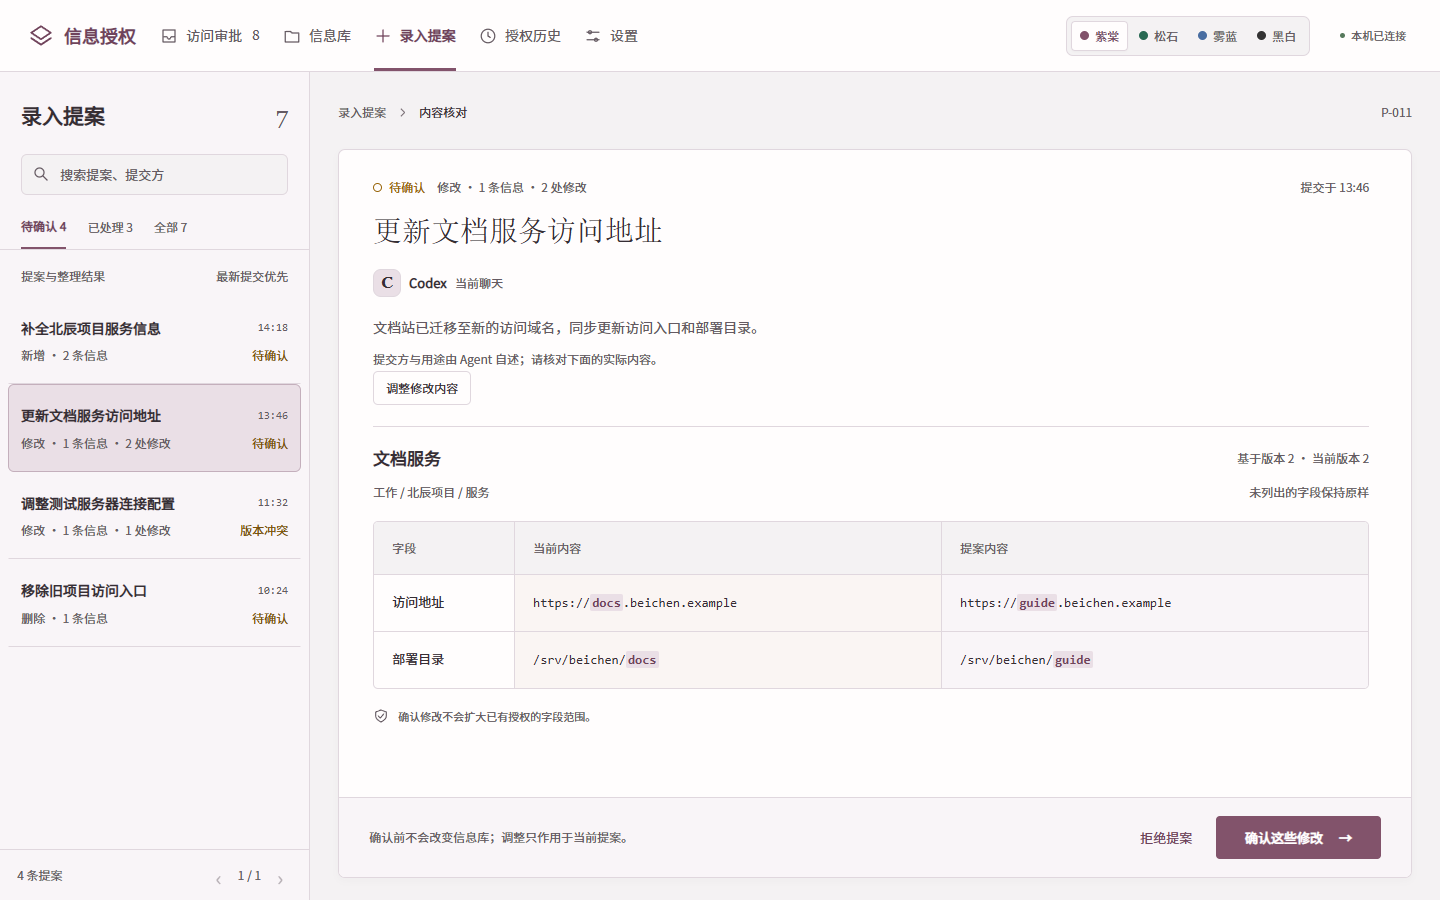 信息授权
访问审批 8
信息库
录入提案
授权历史
设置
紫棠
松石
雾蓝
黑白
本机已连接
录入提案 7
搜索提案、提交方
待确认 4
已处理 3
全部 7
提案与整理结果 最新提交优先
补全北辰项目服务信息 14:18
新增 • 2 条信息 待确认
更新文档服务访问地址 13:46
修改 • 1 条信息 • 2 处修改 待确认
调整测试服务器连接配置 11:32
修改 • 1 条信息 • 1 处修改 版本冲突
移除旧项目访问入口 10:24
删除 • 1 条信息 待确认
4 条提案 ‹ 1 / 1 ›
录入提案 > 内容核对 P-011
待确认 修改 • 1 条信息 • 2 处修改 提交于 13:46
更新文档服务访问地址
C Codex 当前聊天
文档站已迁移至新的访问域名，同步更新访问入口和部署目录。
提交方与用途由 Agent 自述；请核对下面的实际内容。
调整修改内容
文档服务 基于版本 2 • 当前版本 2
工作 / 北辰项目 / 服务 未列出的字段保持原样
字段 当前内容 提案内容
访问地址 https://docs.beichen.example https://guide.beichen.example
部署目录 /srv/beichen/docs /srv/beichen/guide
确认修改不会扩大已有授权的字段范围。
确认前不会改变信息库；调整只作用于当前提案。 拒绝提案 确认这些修改 →